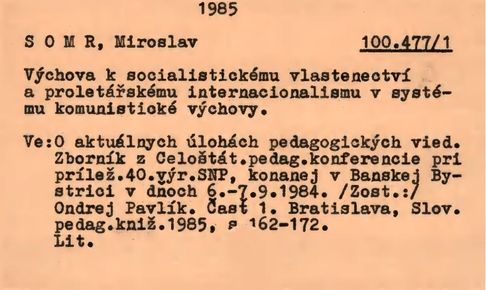 1985
S O M R, Miroslav 100.477/1
Výchova k socialistickému vlastenectví
a proletářskému internacionalismu v systé-
mu komunistické výchovy.
Ve:O aktuálnych úlohách pedagogických vied.
Zborník z Celoštát.pedag.konferencie pri
prílež.40.výr.SNP, konanej v Banskej By-
strici v dnoch 6.-7.9.1984. /Zost.:/
Ondrej Pavlík. Časť 1. Bratislava, Slov.
pedag.kniž.1985, s 162-172.
Lit.